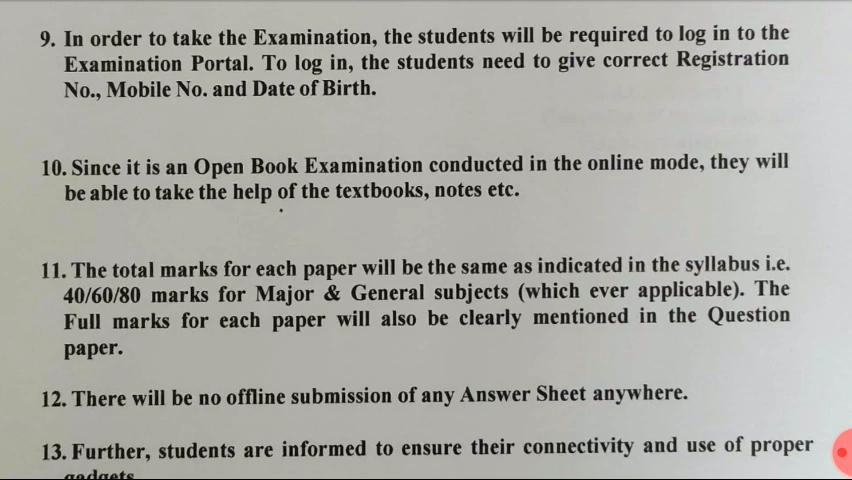 9. In order to take the Examination, the students will be required to log in to the
Examination Portal. To log in, the students need to give correct Registration
No., Mobile No. and Date of Birth.
10. Since it is an Open Book Examination conducted in the online mode, they will
be able to take the help of the textbooks, notes etc.
11. The total marks for each paper will be the same as indicated in the syllabus i.e.
40/60/80 marks for Major & General subjects (which ever applicable). The
Full marks for each paper will also be clearly mentioned in the Question
paper.
12. There will be no offline submission of any Answer Sheet anywhere.
13. Further, students are informed to ensure their connectivity and use of proper
gadgets